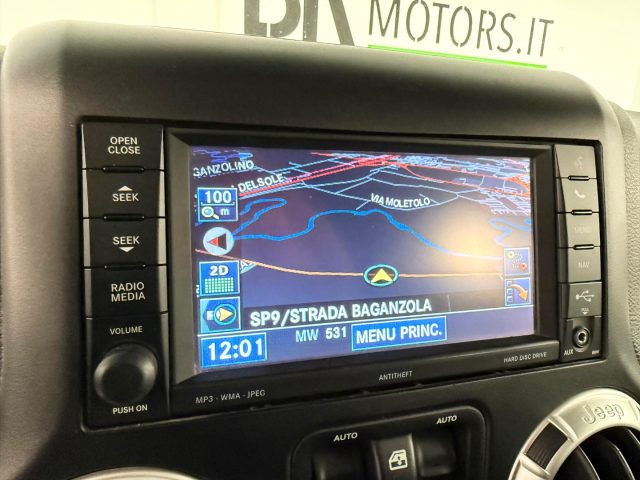 MOTORS.IT
OPEN
CLOSE
SEEK
SEEK
RADIO
MEDIA
VOLUME
PUSH ON
GANZOLINO
DELSOLE
VIA MOLETOLO
100
m
2D
SP9/STRADA BAGANZOLA
MW 531
MENU PRINC.
12:01
MP3 · WMA · JPEG
ANTITHEFT
HARD DISC DRIVE
MENU
NAV
AUX
AUTO
AUTO
Jeep